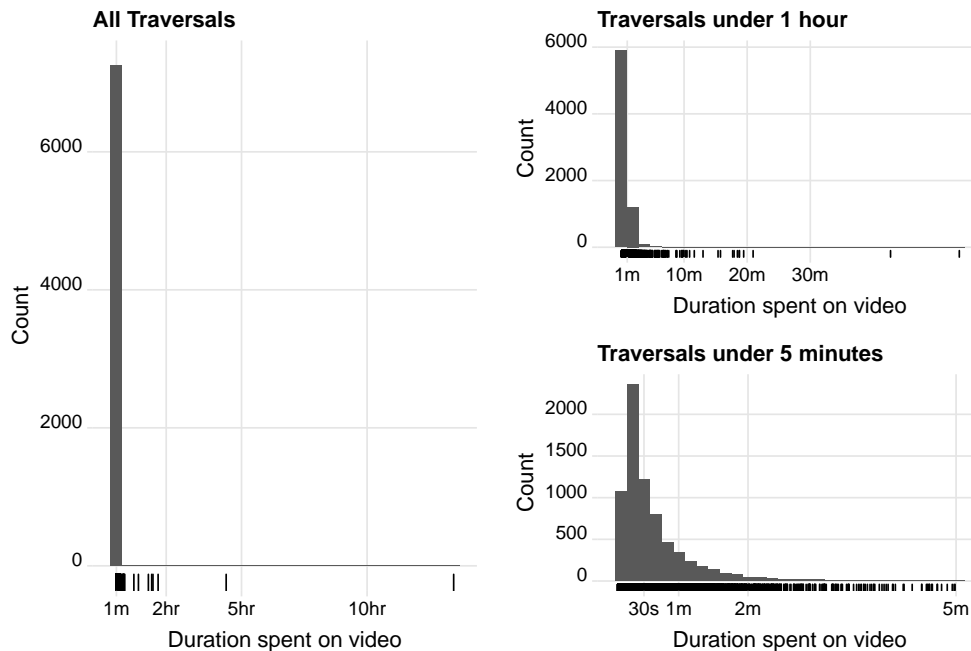 All Traversals
Count
6000
4000
2000
0
1m 2hr 5hr 10hr
Duration spent on video
Traversals under 1 hour
Count
6000
4000
2000
0
1m 10m 20m 30m
Duration spent on video
Traversals under 5 minutes
Count
2000
1500
1000
500
0
30s 1m 2m 5m
Duration spent on video